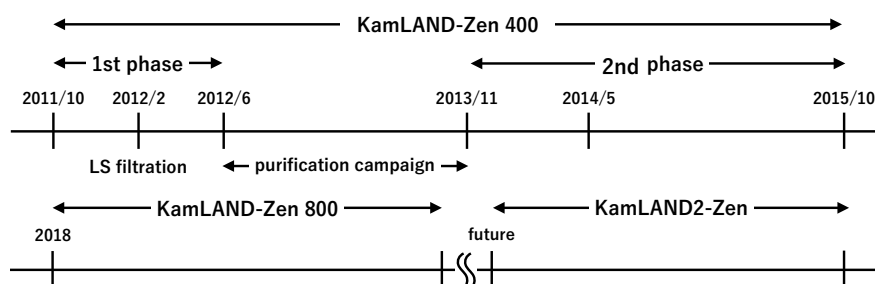 KamLAND-Zen 400
1st phase
2nd phase
2011/10 2012/2 2012/6 2013/11 2014/5 2015/10
LS filtration purification campaign
KamLAND-Zen 800 KamLAND2-Zen
2018 future